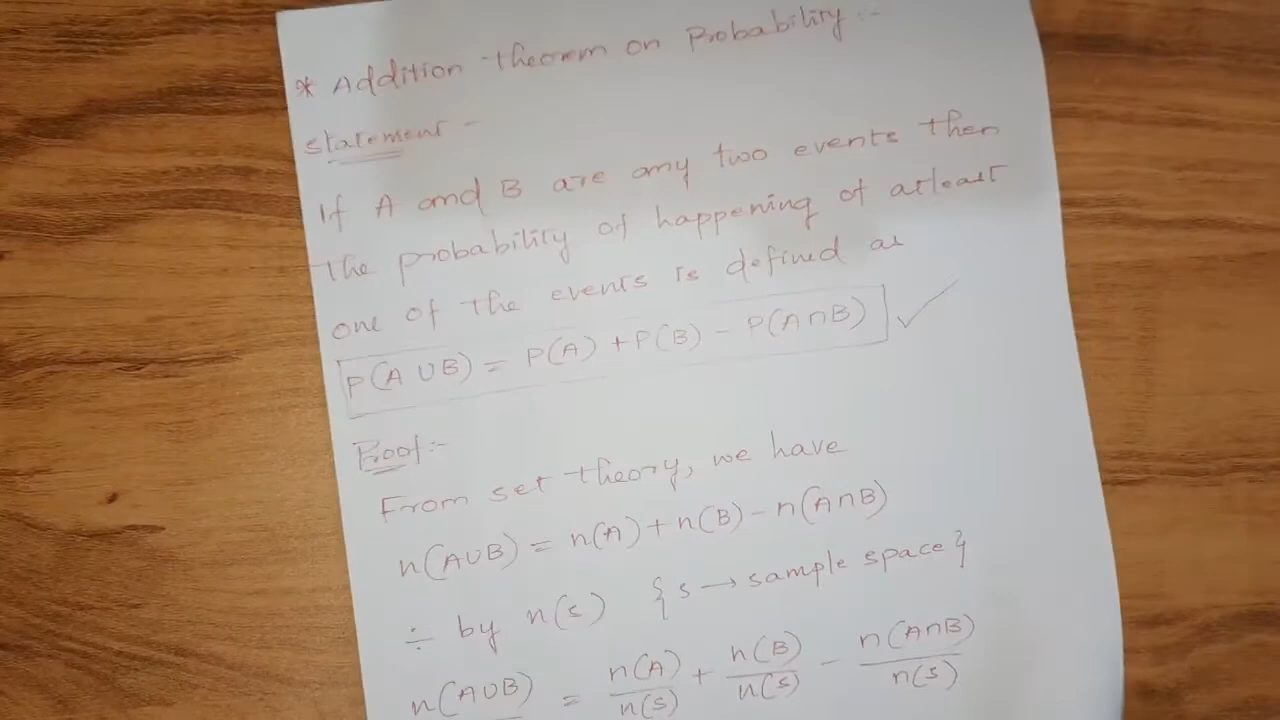 * Addition theorem on Probability :-
Statement -
If A and B are any two events then
the probability of happening of atleast
one of the events is defined as
P(A∪B) = P(A) + P(B) - P(A∩B) ✓
Proof:-
From set theory, we have
n(A∪B) = n(A) + n(B) - n(A∩B)
÷ by n(s) {s → sample space}
n(A∪B) = n(A)/n(s) + n(B)/n(s) - n(A∩B)/n(s)